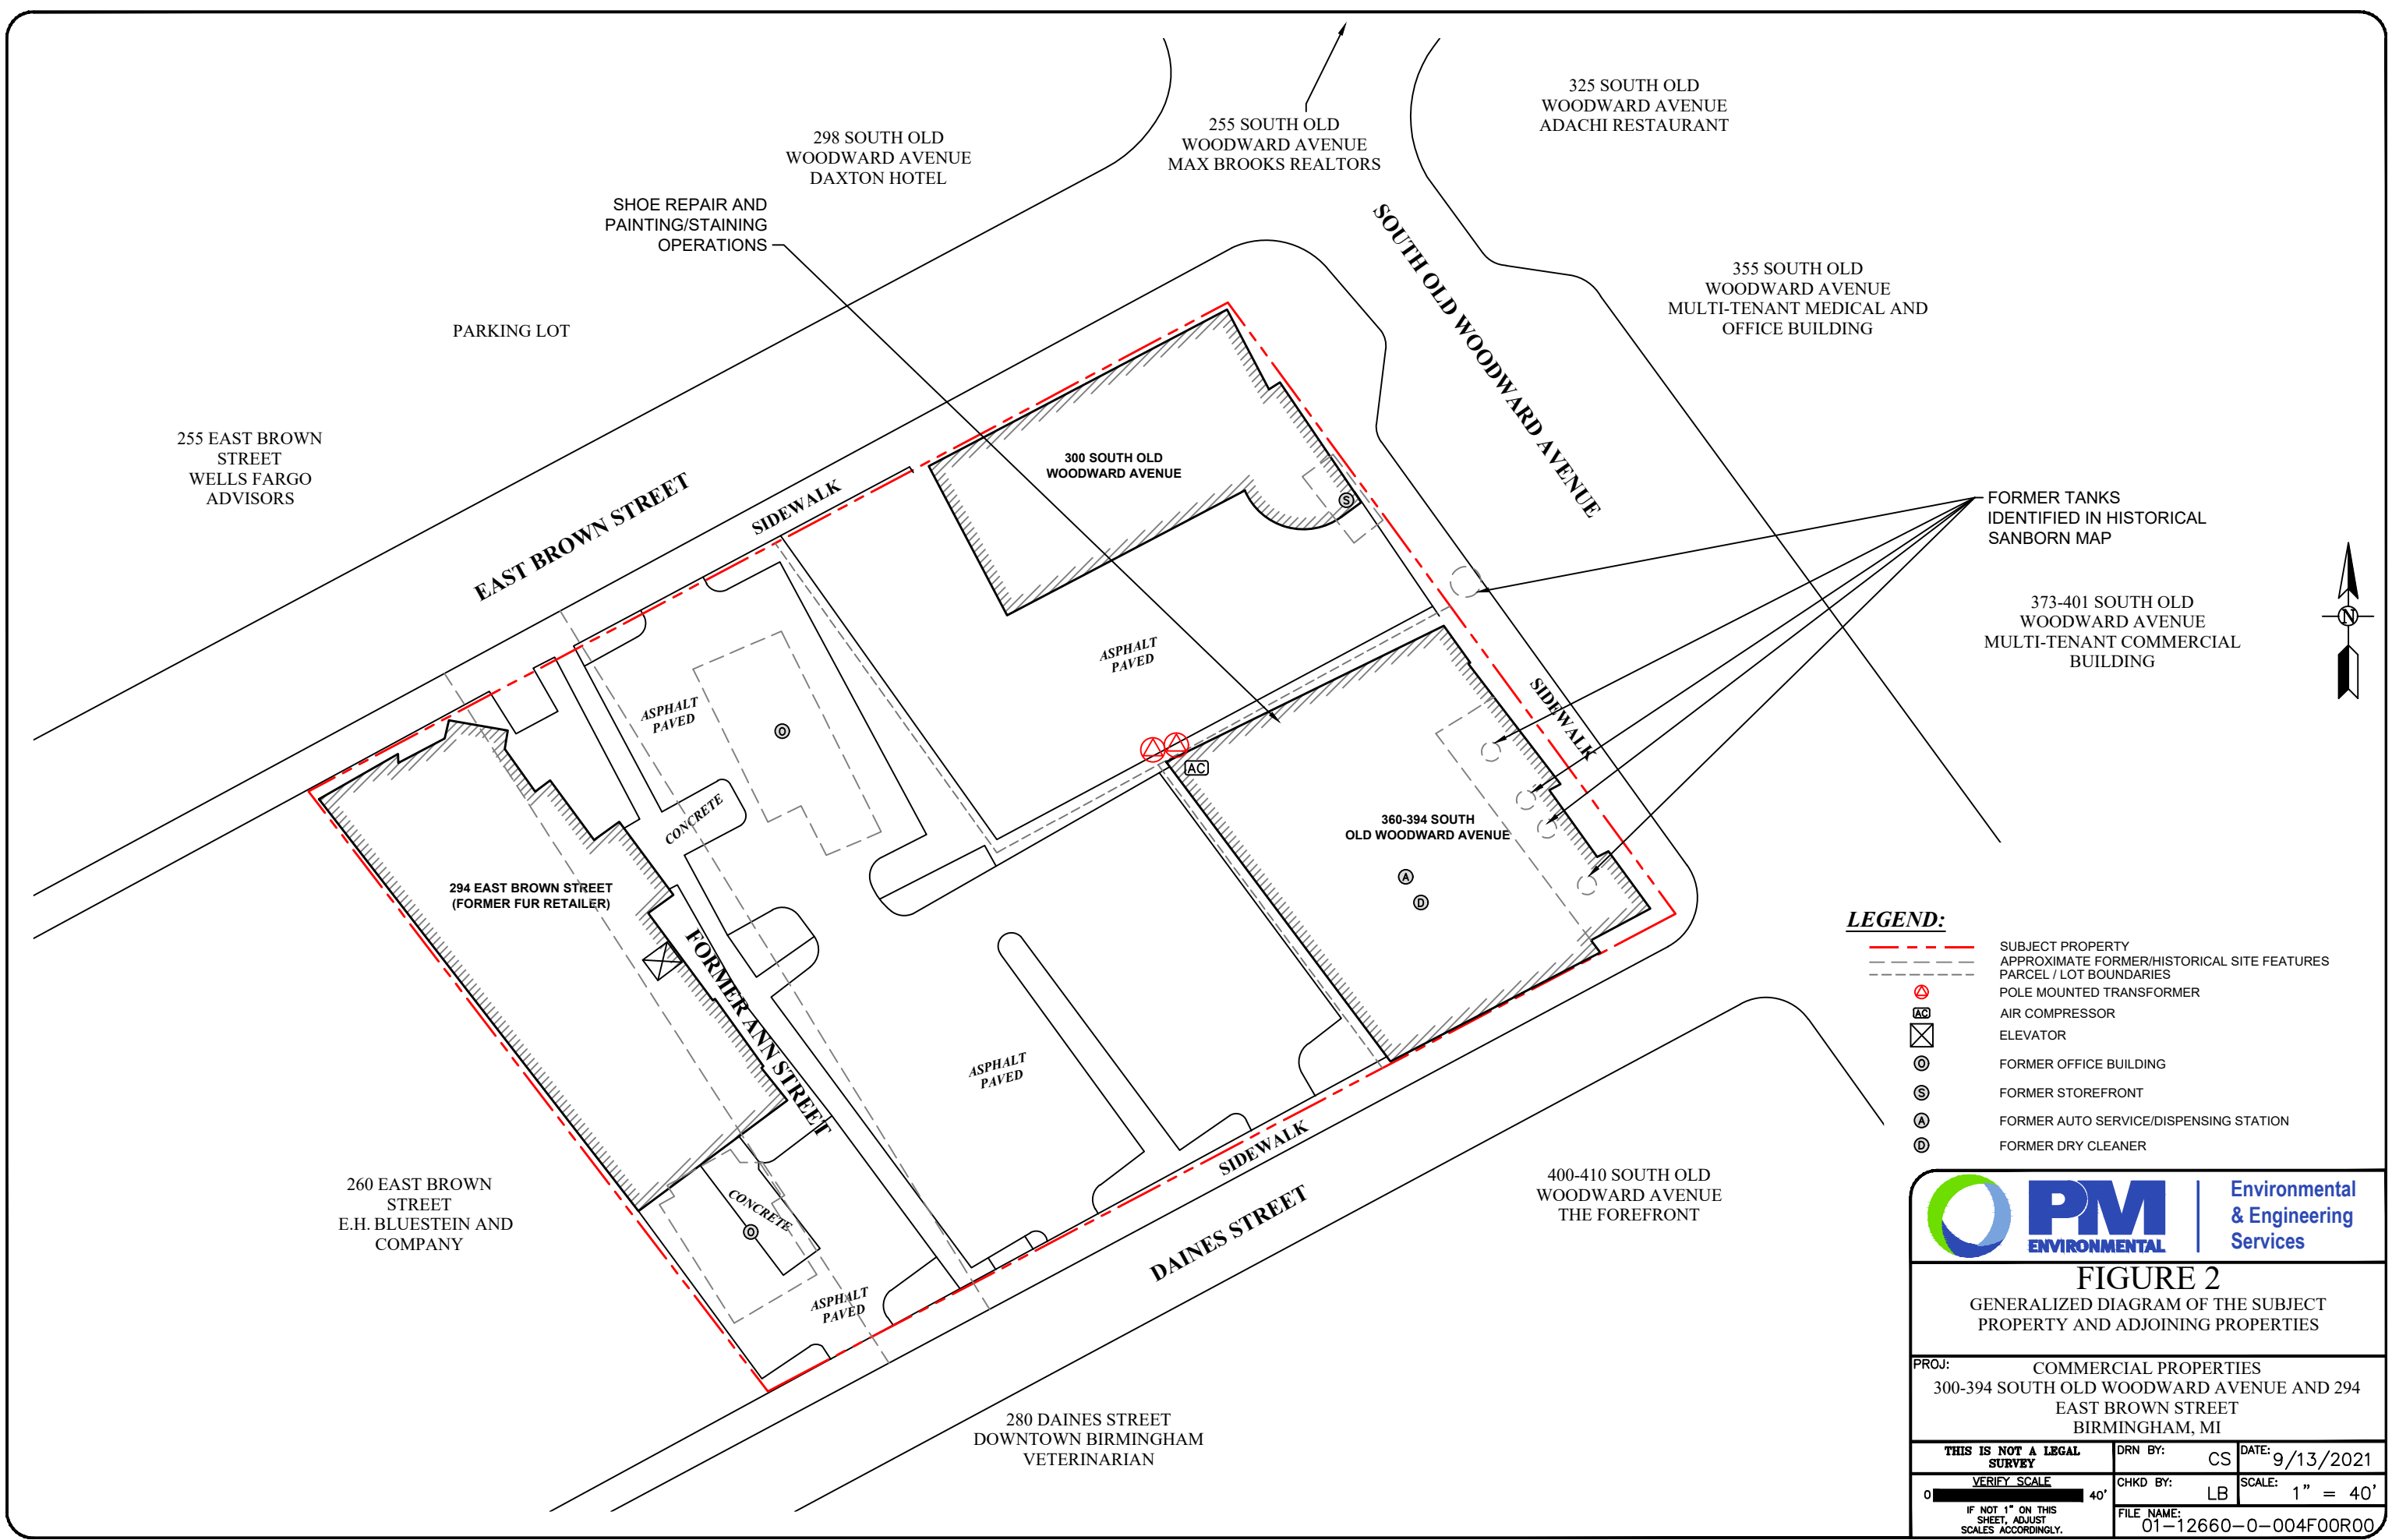 298 SOUTH OLD
WOODWARD AVENUE
DAXTON HOTEL
255 SOUTH OLD
WOODWARD AVENUE
MAX BROOKS REALTORS
325 SOUTH OLD
WOODWARD AVENUE
ADACHI RESTAURANT
SHOE REPAIR AND
PAINTING/STAINING
OPERATIONS
PARKING LOT
SOUTH OLD WOODWARD AVENUE
355 SOUTH OLD
WOODWARD AVENUE
MULTI-TENANT MEDICAL AND
OFFICE BUILDING
255 EAST BROWN
STREET
WELLS FARGO
ADVISORS
EAST BROWN STREET
SIDEWALK
300 SOUTH OLD
WOODWARD AVENUE
S
FORMER TANKS
IDENTIFIED IN HISTORICAL
SANBORN MAP
373-401 SOUTH OLD
WOODWARD AVENUE
MULTI-TENANT COMMERCIAL
BUILDING
N
ASPHALT
PAVED
ASPHALT
PAVED
O
SIDEWALK
AC
CONCRETE
360-394 SOUTH
OLD WOODWARD AVENUE
A
D
294 EAST BROWN STREET
(FORMER FUR RETAILER)
FORMER ANN STREET
ASPHALT
PAVED
SIDEWALK
DAINES STREET
260 EAST BROWN
STREET
E.H. BLUESTEIN AND
COMPANY
CONCRETE
O
ASPHALT
PAVED
400-410 SOUTH OLD
WOODWARD AVENUE
THE FOREFRONT
280 DAINES STREET
DOWNTOWN BIRMINGHAM
VETERINARIAN
LEGEND:
SUBJECT PROPERTY
APPROXIMATE FORMER/HISTORICAL SITE FEATURES
PARCEL / LOT BOUNDARIES
POLE MOUNTED TRANSFORMER
AC AIR COMPRESSOR
ELEVATOR
O FORMER OFFICE BUILDING
S FORMER STOREFRONT
A FORMER AUTO SERVICE/DISPENSING STATION
D FORMER DRY CLEANER
PM
ENVIRONMENTAL
Environmental
& Engineering
Services
FIGURE 2
GENERALIZED DIAGRAM OF THE SUBJECT
PROPERTY AND ADJOINING PROPERTIES
PROJ: COMMERCIAL PROPERTIES
300-394 SOUTH OLD WOODWARD AVENUE AND 294
EAST BROWN STREET
BIRMINGHAM, MI
THIS IS NOT A LEGAL
SURVEY
DRN BY: CS
DATE: 9/13/2021
VERIFY SCALE
0 40'
IF NOT 1" ON THIS
SHEET, ADJUST
SCALES ACCORDINGLY.
CHKD BY: LB
SCALE: 1" = 40'
FILE NAME:
01-12660-0-004F00R00